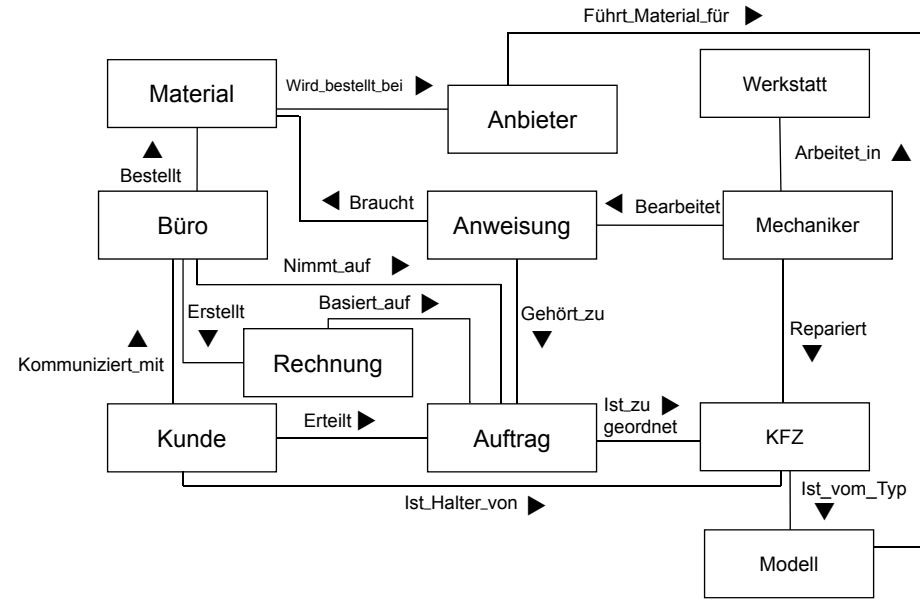 Führt_Material_für
Material
Wird_bestellt_bei
Anbieter
Werkstatt
Bestellt
Arbeitet_in
Büro
Braucht
Anweisung
Bearbeitet
Mechaniker
Nimmt_auf
Erstellt
Basiert_auf
Gehört_zu
Kommuniziert_mit
Rechnung
Repariert
Kunde
Erteilt
Auftrag
Ist_zu
geordnet
KFZ
Ist_Halter_von
Ist_vom_Typ
Modell